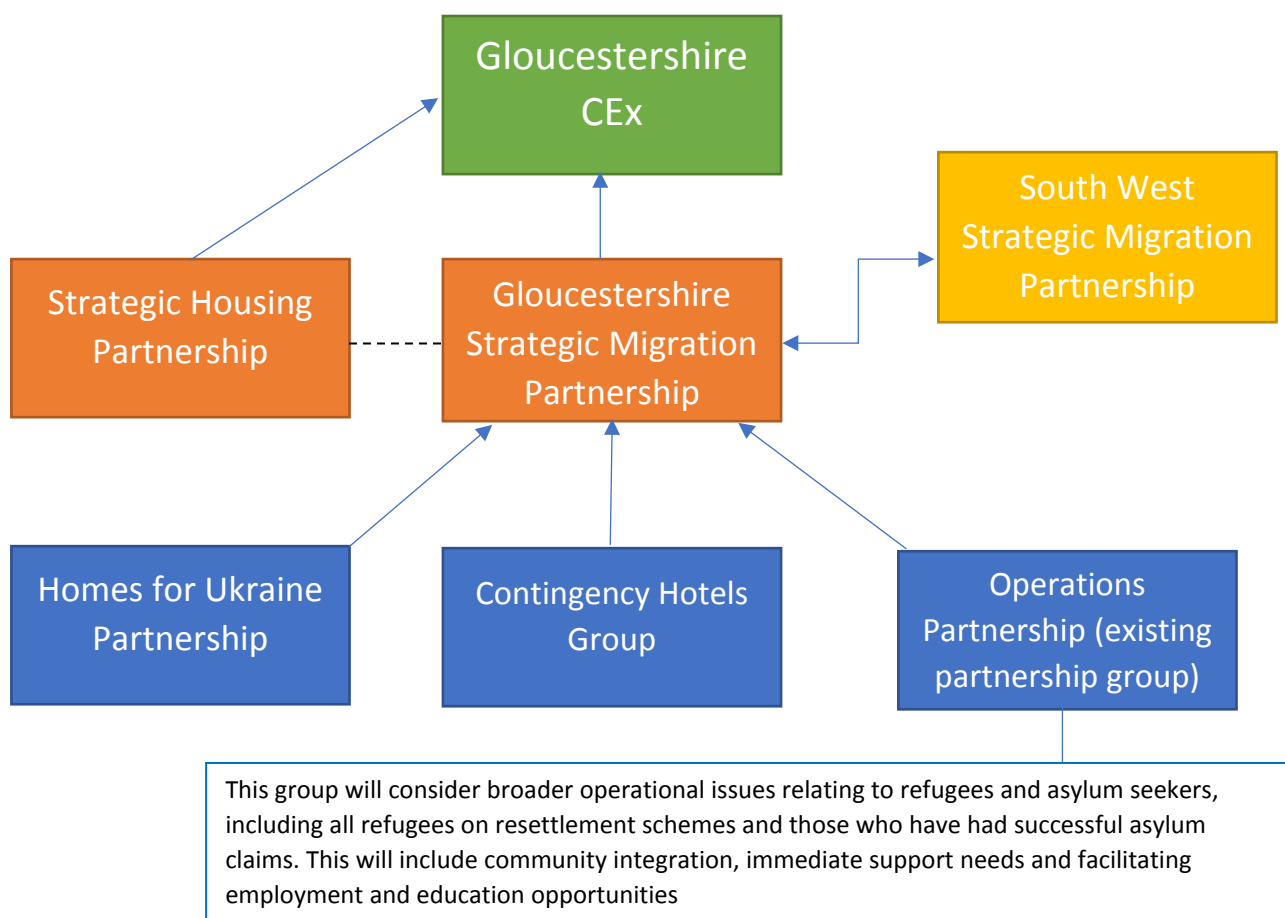 Gloucestershire
CEx
South West
Strategic Migration
Partnership
Strategic Housing
Partnership
Gloucestershire
Strategic Migration
Partnership
Homes for Ukraine
Partnership
Contingency Hotels
Group
Operations
Partnership (existing
partnership group)
This group will consider broader operational issues relating to refugees and asylum seekers,
including all refugees on resettlement schemes and those who have had successful asylum
claims. This will include community integration, immediate support needs and facilitating
employment and education opportunities